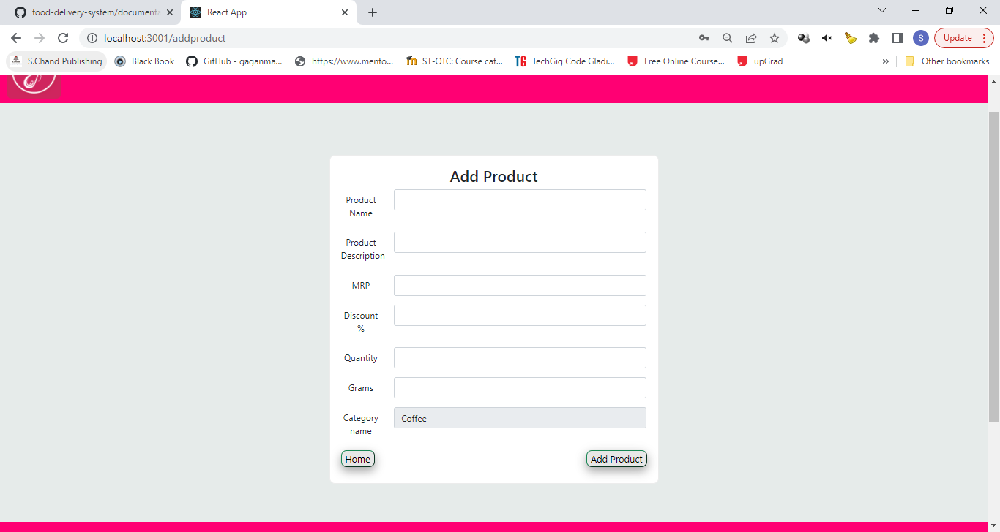 food-delivery-system/documenta
React App
localhost:3001/addproduct
S
Update
S.Chand Publishing
Black Book
GitHub - gaganma...
https://www.mento...
ST-OTC: Course cat...
TG
TechGig Code Gladi...
Free Online Course...
upGrad
»
Other bookmarks
Add Product
Product
Name
Product
Description
MRP
Discount
%
Quantity
Grams
Category
name
Coffee
Home
Add Product